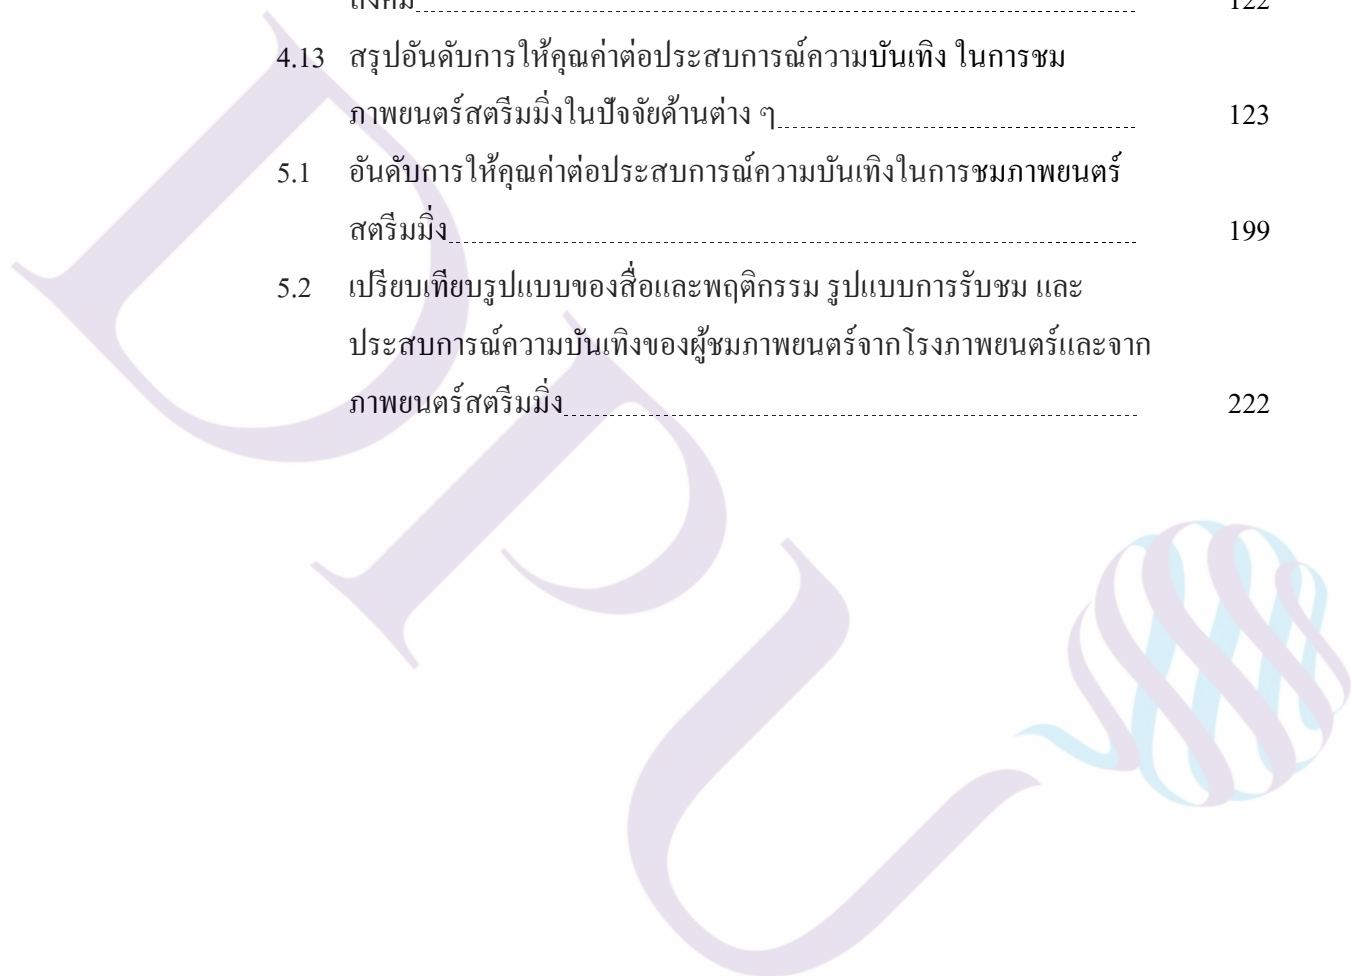 สังคม 122
4.13 สรุปอันดับการให้คุณค่าต่อประสบการณ์ความบันเทิง ในการชม
ภาพยนตร์สตรีมมิ่งในปัจจัยด้านต่าง ๆ 123
5.1 อันดับการให้คุณค่าต่อประสบการณ์ความบันเทิงในการชมภาพยนตร์
สตรีมมิ่ง 199
5.2 เปรียบเทียบรูปแบบของสื่อและพฤติกรรม รูปแบบการรับชม และ
ประสบการณ์ความบันเทิงของผู้ชมภาพยนตร์จากโรงภาพยนตร์และจาก
ภาพยนตร์สตรีมมิ่ง 222
DPU